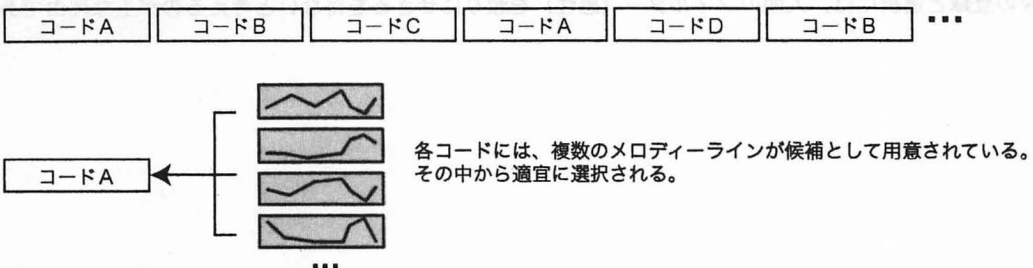 コードA コードB コードC コードA コードD コードB ...
各コードには、複数のメロディーラインが候補として用意されている。
コードA
その中から適宜に選択される。
...